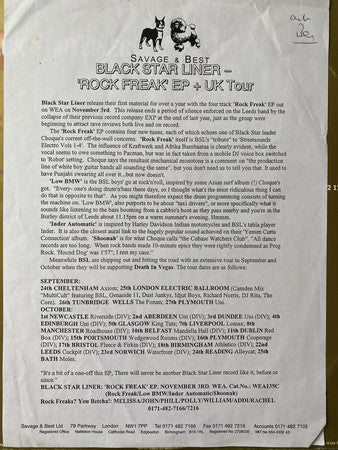 SAVAGE & BEST
BLACK STAR LINER -
'ROCK FREAK' EP + UK Tour
Black Star Liner release their first material for over a year with the four track 'Rock Freak' EP out
on WEA on November 3rd. This release ends a period of silence enforced on the Leeds band by the
collapse of their previous record company EXP at the end of last year, just as the group were
beginning to attract rave reviews both live and on record.
The 'Rock Freak' EP contains four new tunes, each of which echoes one of Black Star leader
Choque's current off-the-wall concerns. 'Rock Freak' itself is BSL's "tribute" to 'Streetsounds
Electro Vols 1-4'. The influence of Kraftwerk and Afrika Bambaataa is clearly evident, while the
vocal seems to owe something to Pacman, but was in fact taken from a mobile DJ voice box switched
to 'Robot' setting. Choque says the resultant mechanical monotone is a comment on "the production
line of white boy guitar bands all sounding the same", but you don't need us to tell you that. It used to
have Punjabi swearing all over it...but now doesn't.
'Low BMW' is the BSL boys' go at rock'n'roll, inspired by some Asian surf culture (?) Choque's
got. "Every-one's doing drum'n'bass these days, so I thought what's the most ridiculous thing I can
do that is opposite to that". As you might therefore expect the drum programming consists of turning
the machine on. 'Low BMW', also purports to be about 'taxi drivers', or more specifically what it
sounds like listening to the bass booming from a cabbie's boot as they pass nearby and you're in the
Burley district of Leeds about 11.15pm on a warm summer's evening. Hmmm.
'Inder Automatic' is inspired by Harley Davidson Indian motorcycles and BSL's tabla player
Inder. It is also the closest aural link to the hugely popular sound achieved on their 'Yemen Cutta
Connection' album. 'Shoonah' is for what Choque calls "the Cubase Watchers Club". "All dance
records are too long. When rock bands made 10-minute epics they were rightly condemned as Prog
Rock. 'Hound Dog' was 1'57"; I rest my case."
Meanwhile BSL are shipping out and hitting the road with an extensive tour in September and
October when they will be supporting Death In Vegas. The tour dates are as follows:
SEPTEMBER:
24th CHELTENHAM Axiom; 25th LONDON ELECTRIC BALLROOM (Camden Mix
"MultiCult" featuring BSL, Genaside 11, Dust Junkys, Idjut Boys, Richard Norris, DJ Ritu, The
Core). 26th TUNBRIDGE WELLS The Forum; 27th PLYMOUTH Uni.
OCTOBER:
1st NEWCASTLE Riverside (DIV); 2nd ABERDEEN Uni (DIV); 3rd DUNDEE Uni (DIV); 4th
EDINBURGH Uni (DIV); 5th GLASGOW King Tuts; 7th LIVERPOOL Lomax; 8th
MANCHESTER Roadhouse (DIV); 10th BELFAST Mandella Hall (DIV); 11th DUBLIN Red
Box (DIV); 15th PORTSMOUTH Wedgewood Rooms (DIV); 16th PLYMOUTH Cooperage
(DIV); 17th BRISTOL Fleece & Firkin (DIV); 18th BIRMINGHAM Athletico (DIV); 22nd
LEEDS Cockpit (DIV); 23rd NORWICH Waterfront (DIV); 24th READING Alleycat; 25th
BATH Moles.
"It's a bit of a one-off this EP, There will never be another Black Star Liner record like it, before or
since."
BLACK STAR LINER: 'ROCK FREAK' EP. NOVEMBER 3RD. WEA. Cat.No.: WEA135C
(Rock Freak/Low BMW/Inder Automatic/Shoonah)
Rock Freaks? You Betcha!: MELISSA/JOHN/PHILL/POLLY/WILLIAM/ADD/RACHEL
0171-482-7166/7216
Savage & Best Ltd 79 Parkway London NW1 7PP Tel 0171 482 7166 Fax 0171 482 7216 Accounts 0171 482 7105